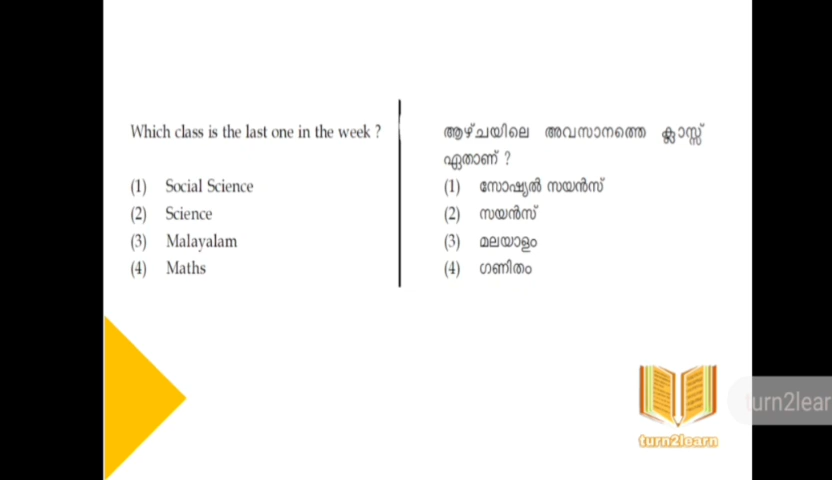 Which class is the last one in the week ?
(1) Social Science
(2) Science
(3) Malayalam
(4) Maths
ആഴ്ചയിലെ അവസാനത്തെ ക്ലാസ്സ്
ഏതാണ് ?
(1) സോഷ്യൽ സയൻസ്
(2) സയൻസ്
(3) മലയാളം
(4) ഗണിതം
turn2learn
turn2lear